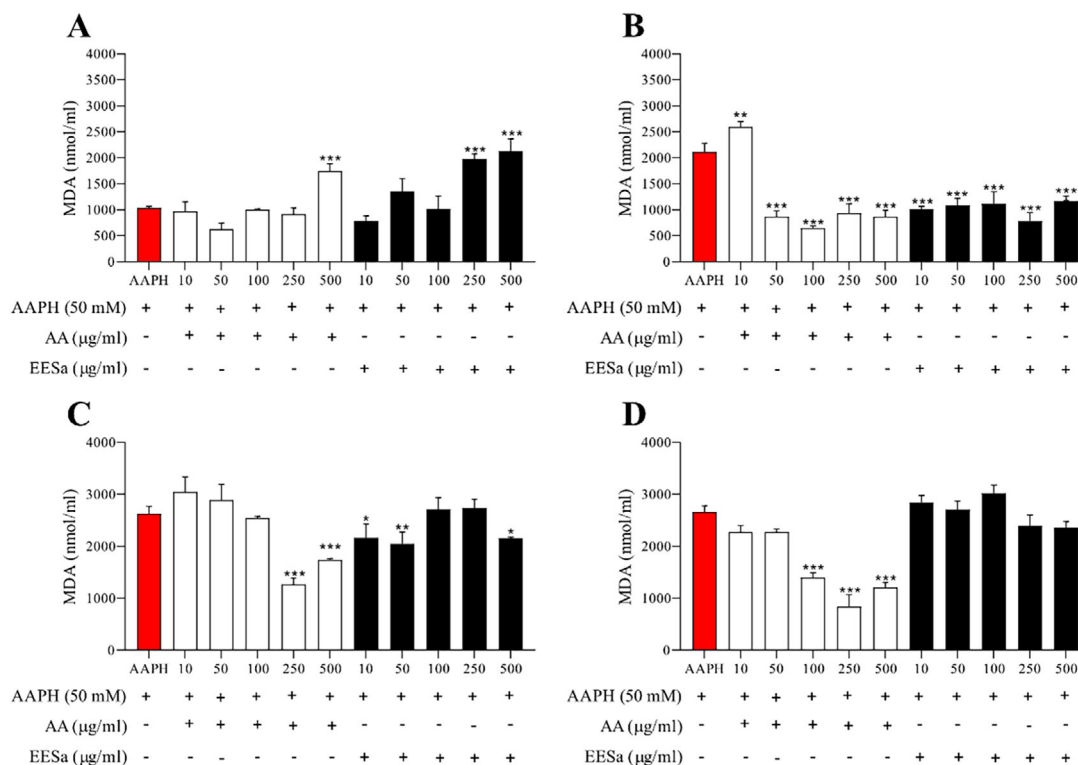 A
MDA (nmol/ml)
4000
3500
3000
2500
2000
1500
1000
500
0
*** *** ***
AAPH 10 50 100 250 500 10 50 100 250 500
AAPH (50 mM) + + + + + + + + + + +
AA (µg/ml) - + + + + + - - - - -
EESa (µg/ml) - - - - - - + + + + +
B
MDA (nmol/ml)
4000
3500
3000
2500
2000
1500
1000
500
0
** *** *** *** *** *** *** *** *** ***
AAPH 10 50 100 250 500 10 50 100 250 500
AAPH (50 mM) + + + + + + + + + + +
AA (µg/ml) - + + + + + - - - - -
EESa (µg/ml) - - - - - - + + + + +
C
MDA (nmol/ml)
4000
3000
2000
1000
0
*** *** * ** *
AAPH 10 50 100 250 500 10 50 100 250 500
AAPH (50 mM) + + + + + + + + + + +
AA (µg/ml) - + + + + + - - - - -
EESa (µg/ml) - - - - - - + + + + +
D
MDA (nmol/ml)
4000
3000
2000
1000
0
*** *** ***
AAPH 10 50 100 250 500 10 50 100 250 500
AAPH (50 mM) + + + + + + + + + + +
AA (µg/ml) - + + + + + - - - - -
EESa (µg/ml) - - - - - - + + + + +